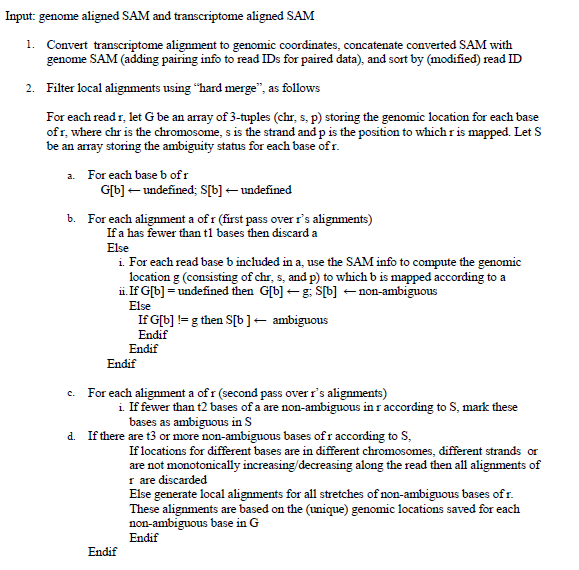 Input: genome aligned SAM and transcriptome aligned SAM
1. Convert transcriptome alignment to genomic coordinates, concatenate converted SAM with
genome SAM (adding pairing info to read IDs for paired data), and sort by (modified) read ID
2. Filter local alignments using “hard merge”, as follows
For each read r, let G be an array of 3-tuples (chr, s, p) storing the genomic location for each base
of r, where chr is the chromosome, s is the strand and p is the position to which r is mapped. Let S
be an array storing the ambiguity status for each base of r.
a. For each base b of r
G[b] ← undefined; S[b] ← undefined
b. For each alignment a of r (first pass over r’s alignments)
If a has fewer than t1 bases then discard a
Else
i. For each read base b included in a, use the SAM info to compute the genomic
location g (consisting of chr, s, and p) to which b is mapped according to a
ii. If G[b] = undefined then G[b] ← g; S[b] ← non-ambiguous
Else
If G[b] != g then S[b ] ← ambiguous
Endif
Endif
Endif
c. For each alignment a of r (second pass over r’s alignments)
i. If fewer than t2 bases of a are non-ambiguous in r according to S, mark these
bases as ambiguous in S
d. If there are t3 or more non-ambiguous bases of r according to S,
If locations for different bases are in different chromosomes, different strands or
are not monotonically increasing/decreasing along the read then all alignments of
r are discarded
Else generate local alignments for all stretches of non-ambiguous bases of r.
These alignments are based on the (unique) genomic locations saved for each
non-ambiguous base in G
Endif
Endif